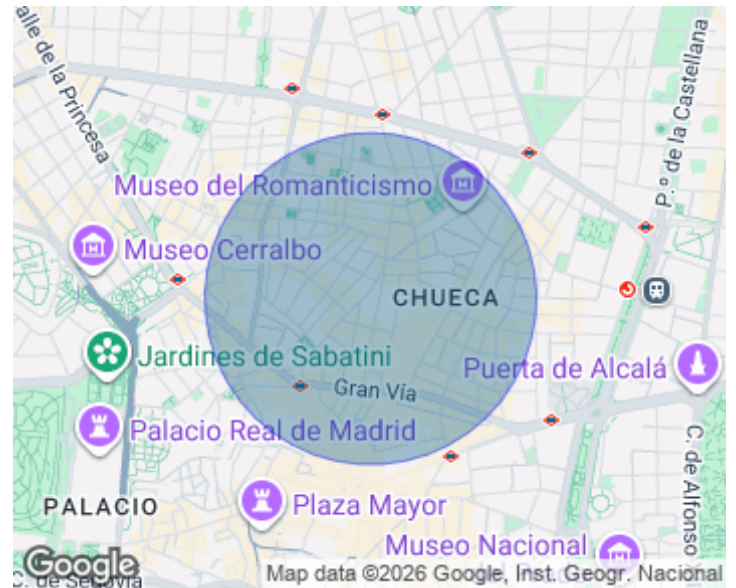 alle de la Princesa
P.º de la Castellana
Museo del Romanticismo
Museo Cerralbo
CHUECA
Jardines de Sabatini
Puerta de Alcalá
Gran Vía
Palacio Real de Madrid
C. de Alfonso
PALACIO
Plaza Mayor
Museo Nacional
Google
C. de Segovia
Map data ©2026 Google, Inst. Geogr. Nacional